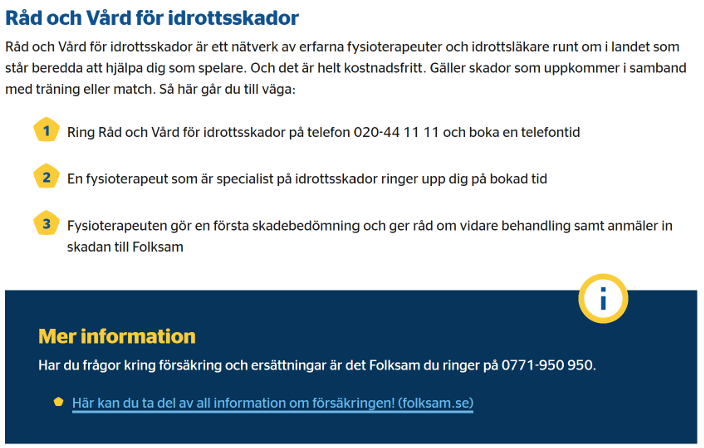 Råd och Vård för idrottsskador
Råd och Vård för idrottsskador är ett nätverk av erfarna fysioterapeuter och idrottsläkare runt om i landet som
står beredda att hjälpa dig som spelare. Och det är helt kostnadsfritt. Gäller skador som uppkommer i samband
med träning eller match. Så här går du till väga:
1 Ring Råd och Vård för idrottsskador på telefon 020-44 11 11 och boka en telefontid
2 En fysioterapeut som är specialist på idrottsskador ringer upp dig på bokad tid
3 Fysioterapeuten gör en första skadebedömning och ger råd om vidare behandling samt anmäler in
skadan till Folksam
i
Mer information
Har du frågor kring försäkring och ersättningar är det Folksam du ringer på 0771-950 950.
Här kan du ta del av all information om försäkringen! (folksam.se)